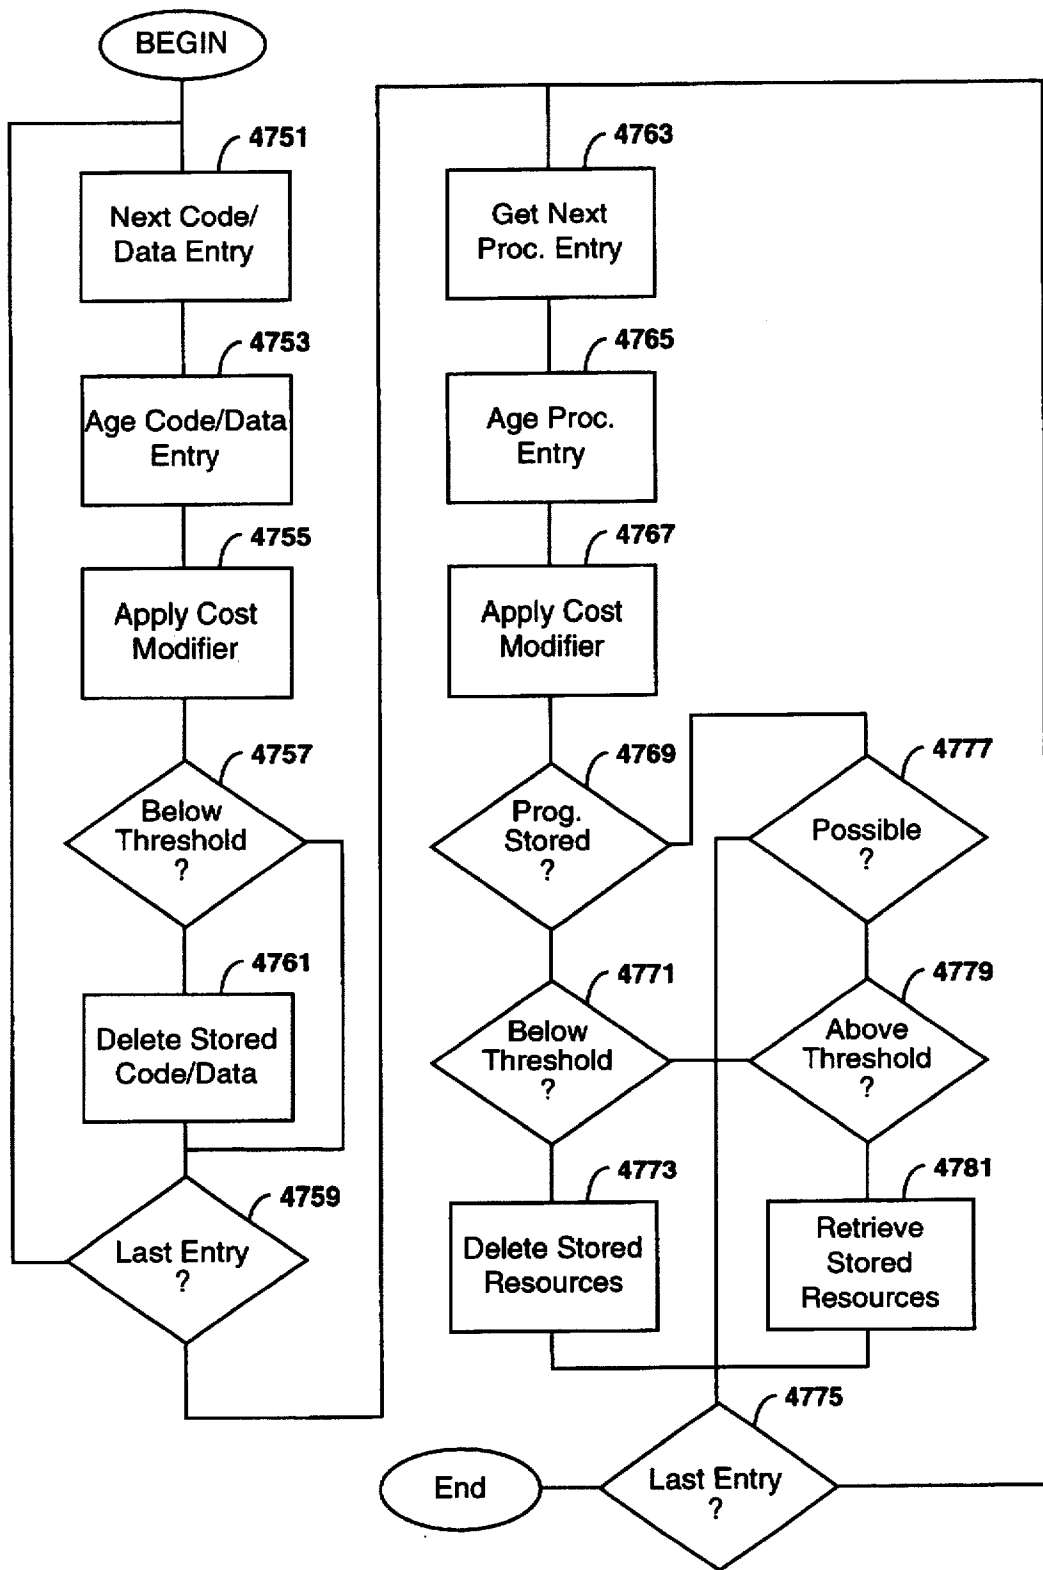 BEGIN
4751
Next Code/
Data Entry
4753
Age Code/Data
Entry
4755
Apply Cost
Modifier
4757
Below
Threshold
?
4761
Delete Stored
Code/Data
4759
Last Entry
?
4763
Get Next
Proc. Entry
4765
Age Proc.
Entry
4767
Apply Cost
Modifier
4769
Prog.
Stored
?
4777
Possible
?
4771
Below
Threshold
?
4779
Above
Threshold
?
4773
Delete Stored
Resources
4781
Retrieve
Stored
Resources
4775
Last Entry
?
End